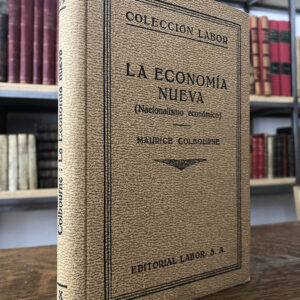 COLECCIÓN LABOR
LA ECONOMÍA
NUEVA
(Nacionalismo económico)
MAURICE COLBOURNE
EDITORIAL LABOR, S. A.
Colbourne : La Economía nueva